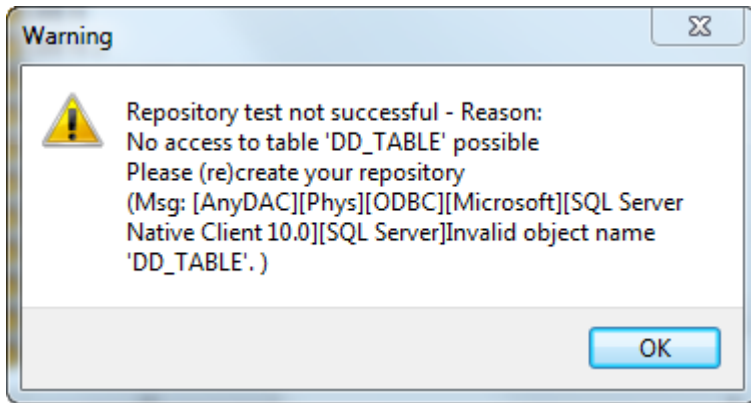 Warning
Repository test not successful - Reason:
No access to table 'DD_TABLE' possible
Please (re)create your repository
(Msg: [AnyDAC][Phys][ODBC][Microsoft][SQL Server
Native Client 10.0][SQL Server]Invalid object name
'DD_TABLE'. )
OK